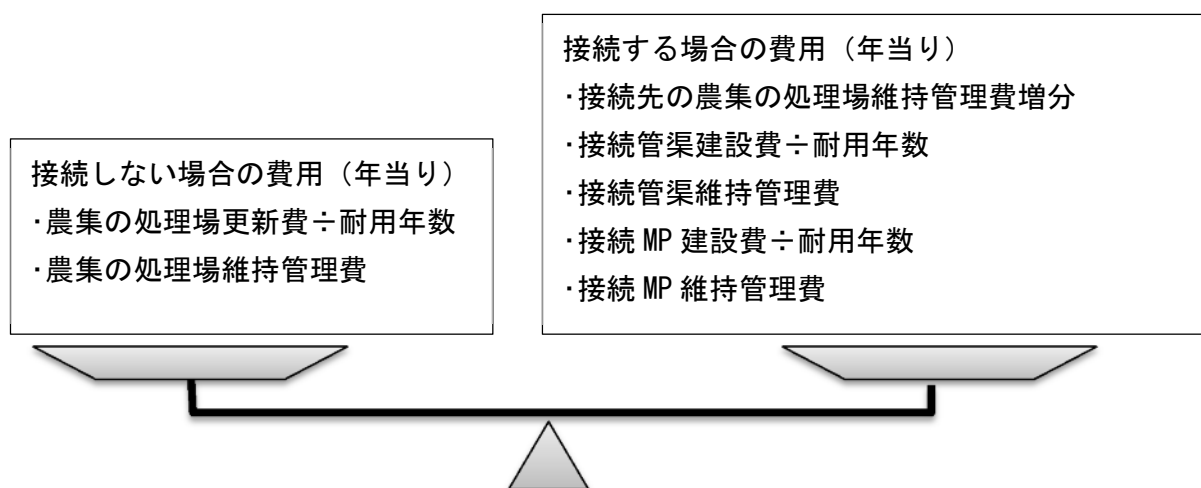 接続しない場合の費用（年当り）
･農集の処理場更新費÷耐用年数
･農集の処理場維持管理費
接続する場合の費用（年当り）
･接続先の農集の処理場維持管理費増分
･接続管渠建設費÷耐用年数
･接続管渠維持管理費
･接続 MP 建設費÷耐用年数
･接続 MP 維持管理費